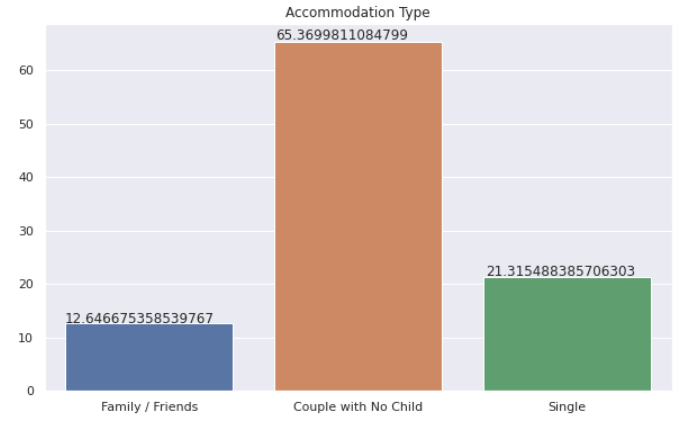 Accommodation Type
65.3699811084799
60
50
40
30
21.315488385706303
20
12.646675358539767
10
0
Family / Friends
Couple with No Child
Single